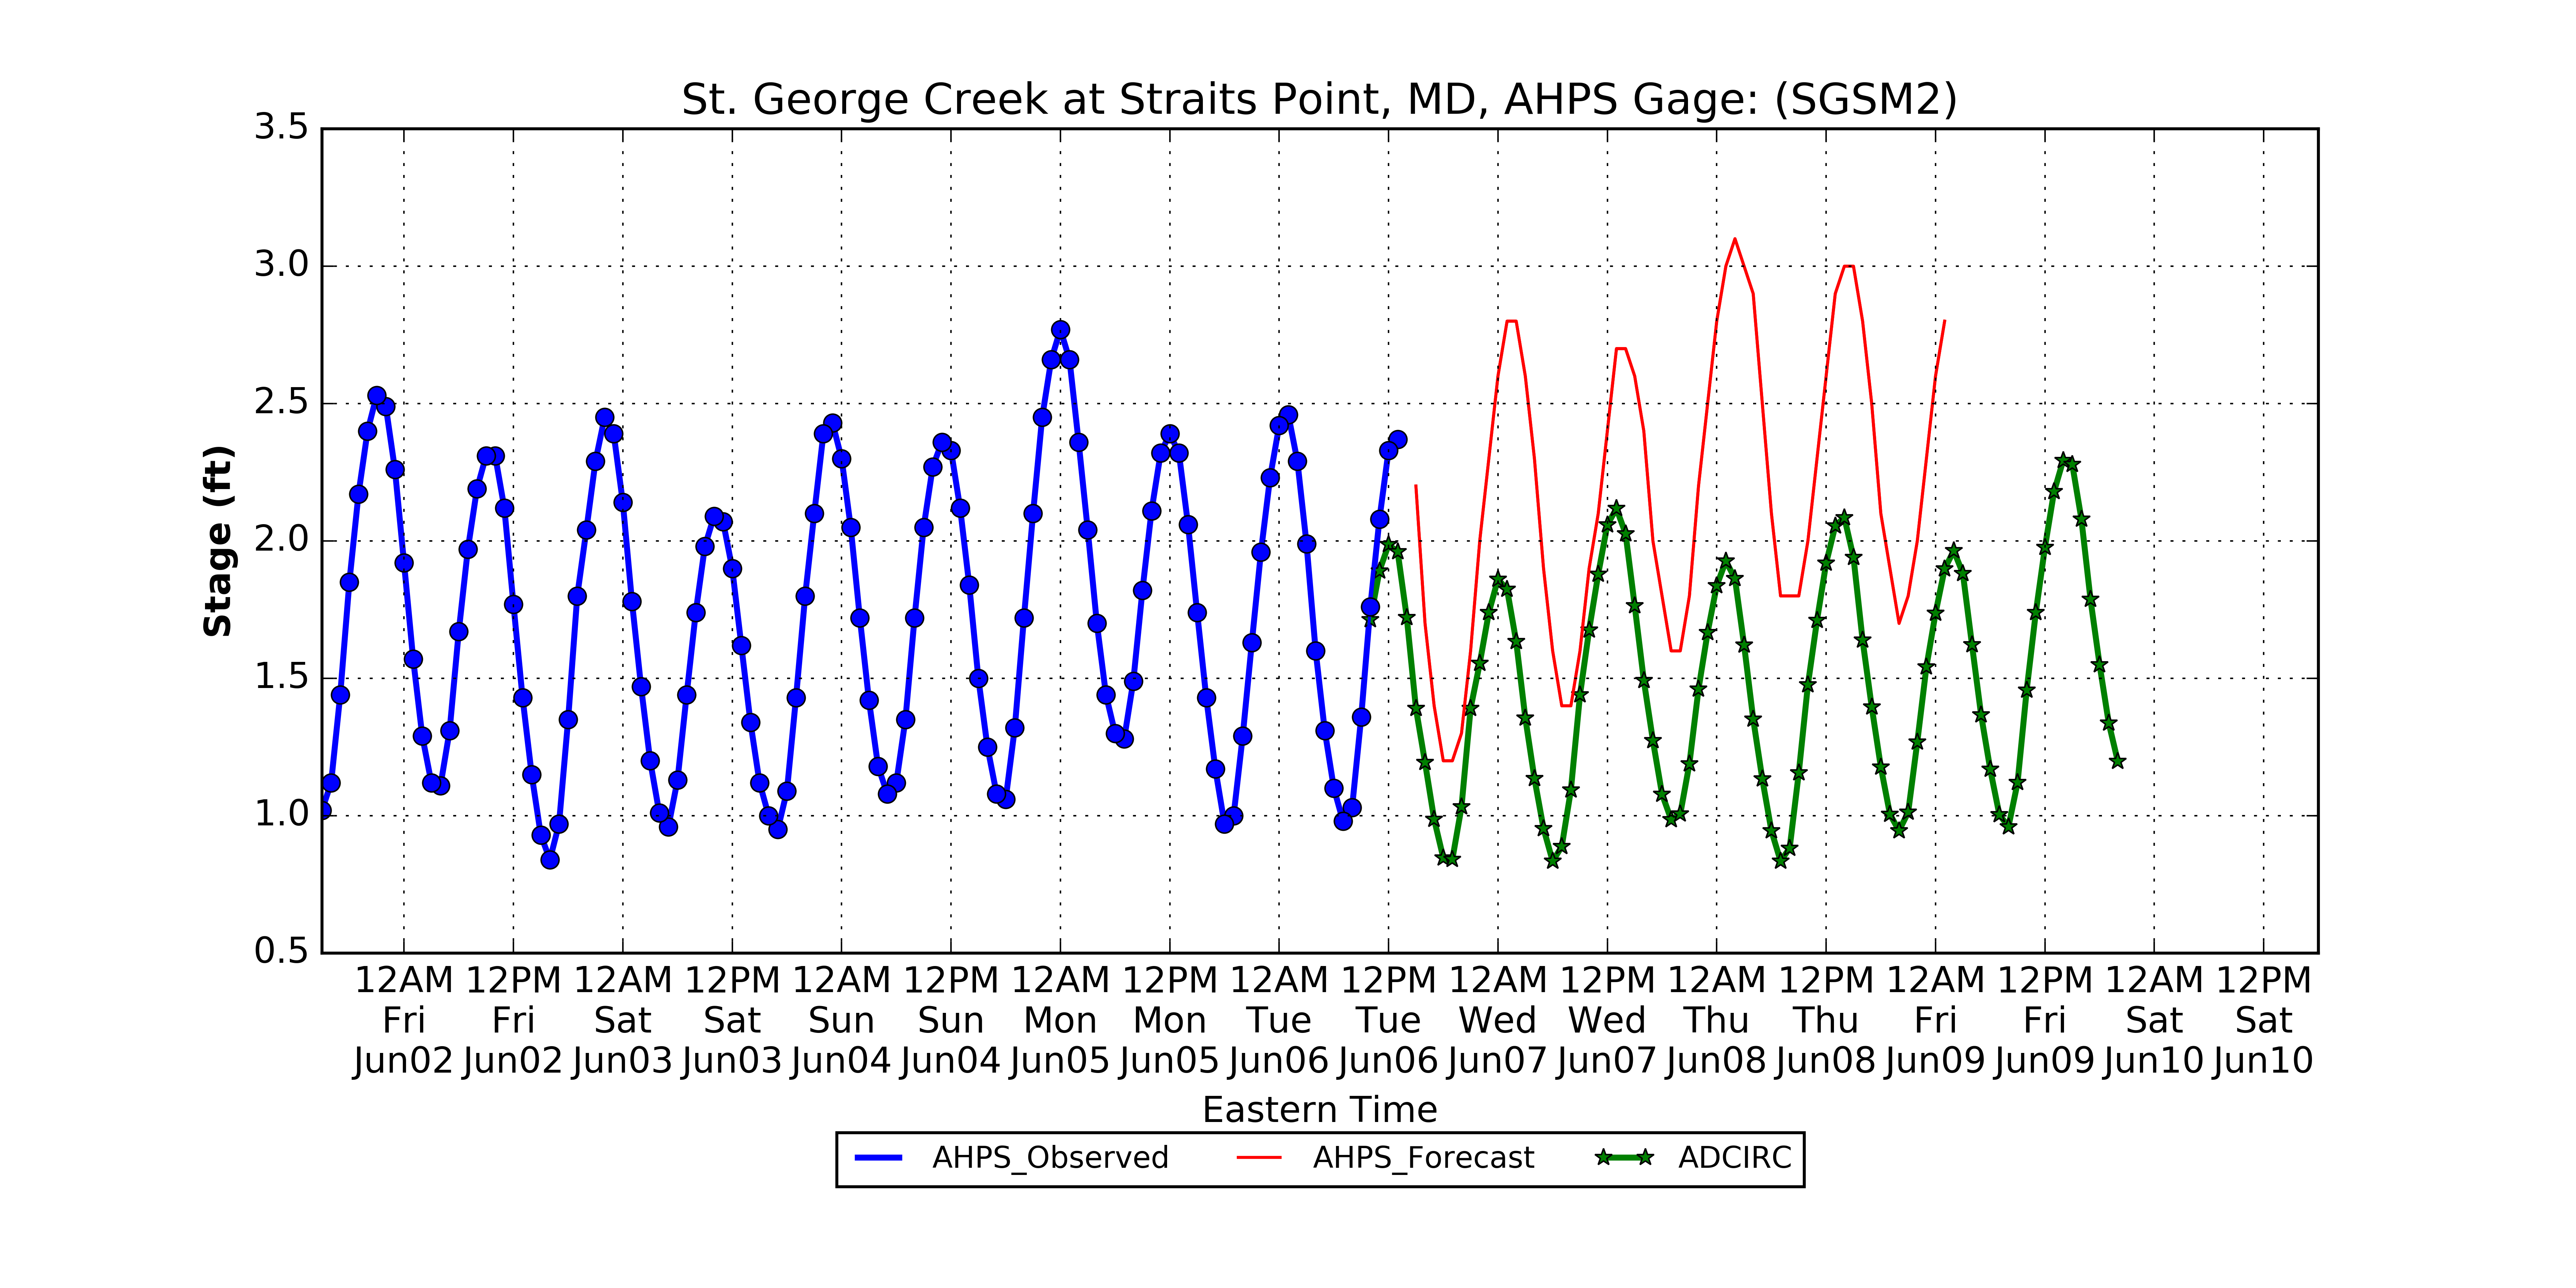 St. George Creek at Straits Point, MD, AHPS Gage: (SGSM2)
3.5
3.0
2.5
2.0
1.5
1.0
0.5
Stage (ft)
12AM 12PM 12AM 12PM 12AM 12PM 12AM 12PM 12AM 12PM 12AM 12PM 12AM 12PM 12AM 12PM 12AM 12PM
Fri Fri Sat Sat Sun Sun Mon Mon Tue Tue Wed Wed Thu Thu Fri Fri Sat Sat
Jun02 Jun02 Jun03 Jun03 Jun04 Jun04 Jun05 Jun05 Jun06 Jun06 Jun07 Jun07 Jun08 Jun08 Jun09 Jun09 Jun10 Jun10
Eastern Time
AHPS_Observed AHPS_Forecast ADCIRC